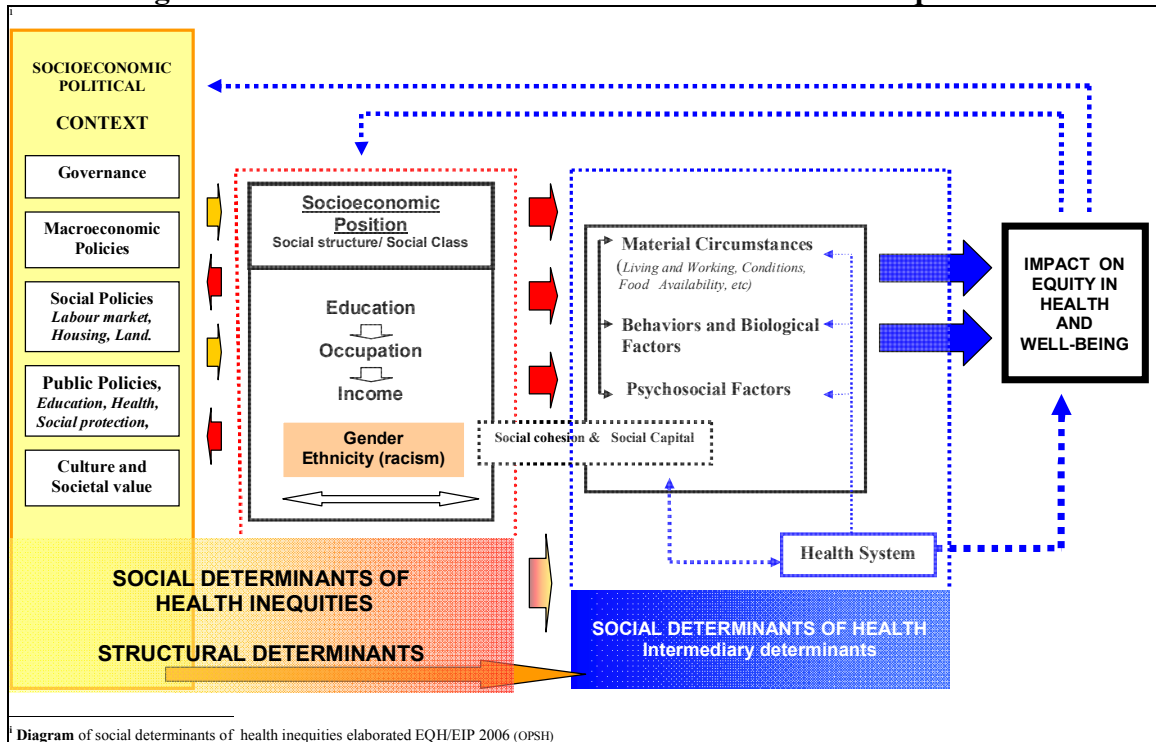 i
SOCIOECONOMIC
POLITICAL
CONTEXT
Governance
Macroeconomic
Policies
Social Policies
Labour market,
Housing, Land.
Public Policies,
Education, Health,
Social protection,
Culture and
Societal value
Socioeconomic
Position
Social structure/ Social Class
Education
Occupation
Income
Gender
Ethnicity (racism)
Social cohesion & Social Capital
Material Circumstances
(Living and Working, Conditions,
Food Availability, etc)
Behaviors and Biological
Factors
Psychosocial Factors
Health System
IMPACT ON
EQUITY IN
HEALTH
AND
WELL-BEING
SOCIAL DETERMINANTS OF
HEALTH INEQUITIES
STRUCTURAL DETERMINANTS
SOCIAL DETERMINANTS OF HEALTH
Intermediary determinants
i Diagram of social determinants of health inequities elaborated EQH/EIP 2006 (OPSH)